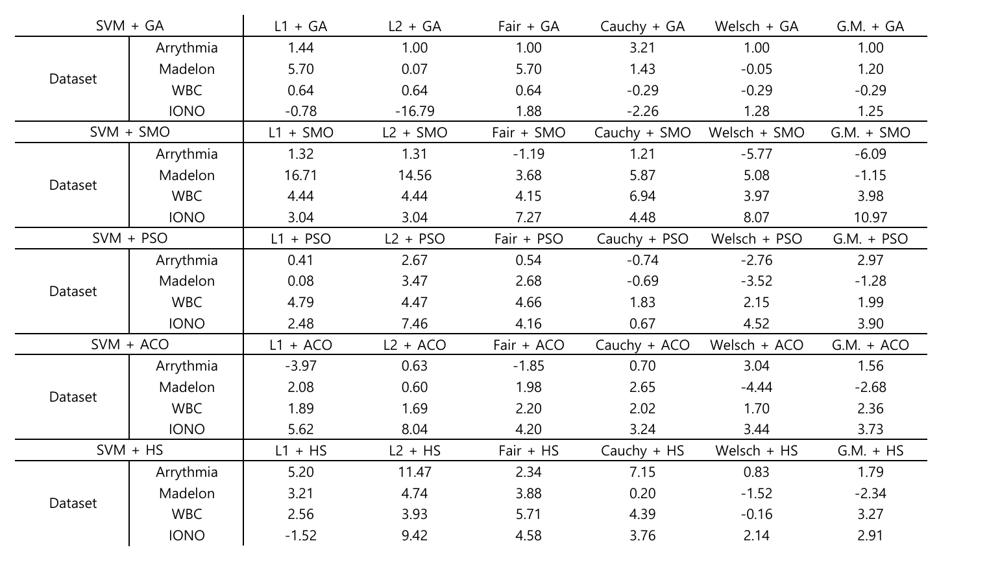 SVM + GA L1 + GA L2 + GA Fair + GA Cauchy + GA Welsch + GA G.M. + GA
Dataset
Arrythmia 1.44 1.00 1.00 3.21 1.00 1.00
Madelon 5.70 0.07 5.70 1.43 -0.05 1.20
WBC 0.64 0.64 0.64 -0.29 -0.29 -0.29
IONO -0.78 -16.79 1.88 -2.26 1.28 1.25
SVM + SMO L1 + SMO L2 + SMO Fair + SMO Cauchy + SMO Welsch + SMO G.M. + SMO
Dataset
Arrythmia 1.32 1.31 -1.19 1.21 -5.77 -6.09
Madelon 16.71 14.56 3.68 5.87 5.08 -1.15
WBC 4.44 4.44 4.15 6.94 3.97 3.98
IONO 3.04 3.04 7.27 4.48 8.07 10.97
SVM + PSO L1 + PSO L2 + PSO Fair + PSO Cauchy + PSO Welsch + PSO G.M. + PSO
Dataset
Arrythmia 0.41 2.67 0.54 -0.74 -2.76 2.97
Madelon 0.08 3.47 2.68 -0.69 -3.52 -1.28
WBC 4.79 4.47 4.66 1.83 2.15 1.99
IONO 2.48 7.46 4.16 0.67 4.52 3.90
SVM + ACO L1 + ACO L2 + ACO Fair + ACO Cauchy + ACO Welsch + ACO G.M. + ACO
Dataset
Arrythmia -3.97 0.63 -1.85 0.70 3.04 1.56
Madelon 2.08 0.60 1.98 2.65 -4.44 -2.68
WBC 1.89 1.69 2.20 2.02 1.70 2.36
IONO 5.62 8.04 4.20 3.24 3.44 3.73
SVM + HS L1 + HS L2 + HS Fair + HS Cauchy + HS Welsch + HS G.M. + HS
Dataset
Arrythmia 5.20 11.47 2.34 7.15 0.83 1.79
Madelon 3.21 4.74 3.88 0.20 -1.52 -2.34
WBC 2.56 3.93 5.71 4.39 -0.16 3.27
IONO -1.52 9.42 4.58 3.76 2.14 2.91